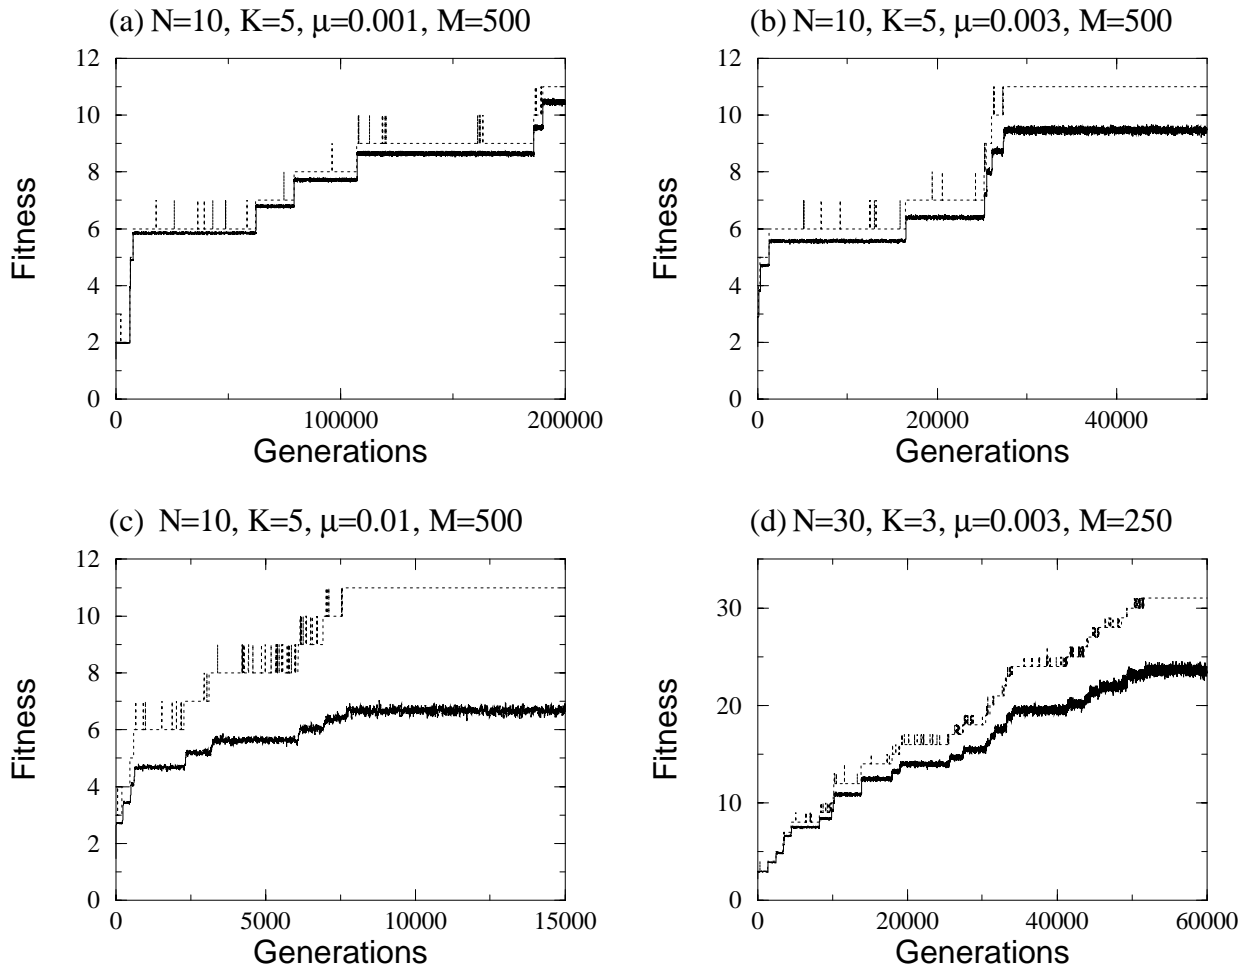 (a) N=10, K=5, μ=0.001, M=500
12
10
8
6
4
2
0
Fitness
0 100000 200000
Generations
(b) N=10, K=5, μ=0.003, M=500
12
10
8
6
4
2
0
Fitness
0 20000 40000
Generations
(c) N=10, K=5, μ=0.01, M=500
12
10
8
6
4
2
0
Fitness
0 5000 10000 15000
Generations
(d) N=30, K=3, μ=0.003, M=250
30
20
10
0
Fitness
0 20000 40000 60000
Generations